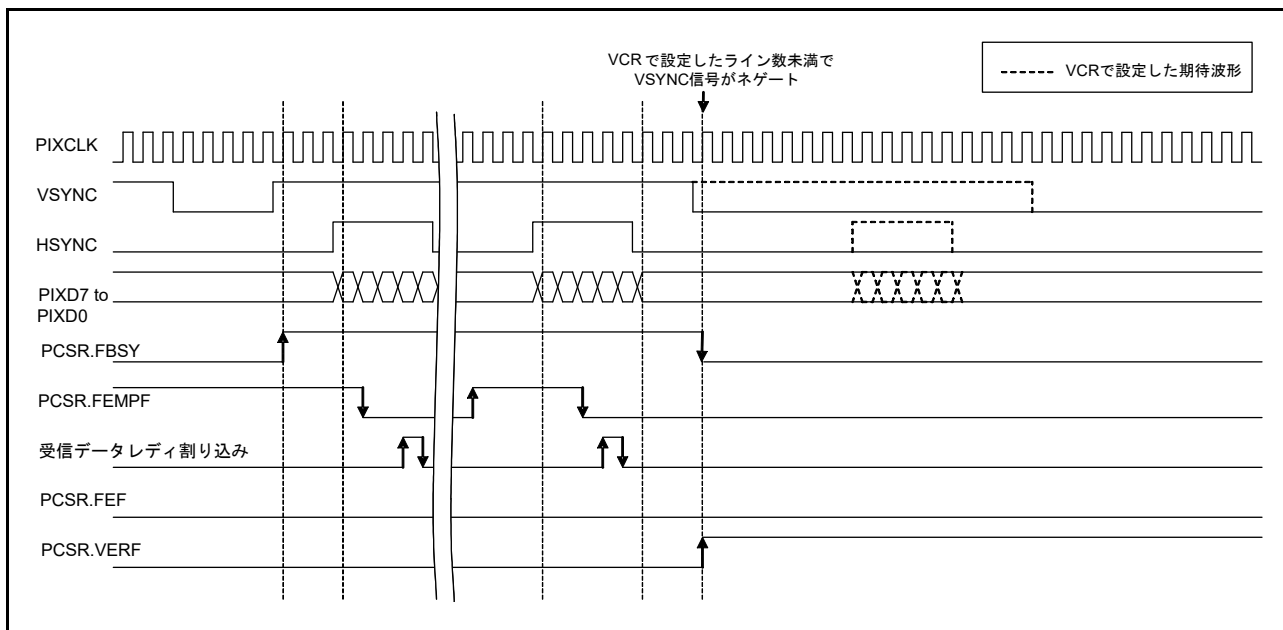 VCRで設定したライン数未満で
VSYNC信号がネゲート
VCRで設定した期待波形
PIXCLK
VSYNC
HSYNC
PIXD7 to
PIXD0
PCSR.FBSY
PCSR.FEMPF
受信データレディ割り込み
PCSR.FEF
PCSR.VERF